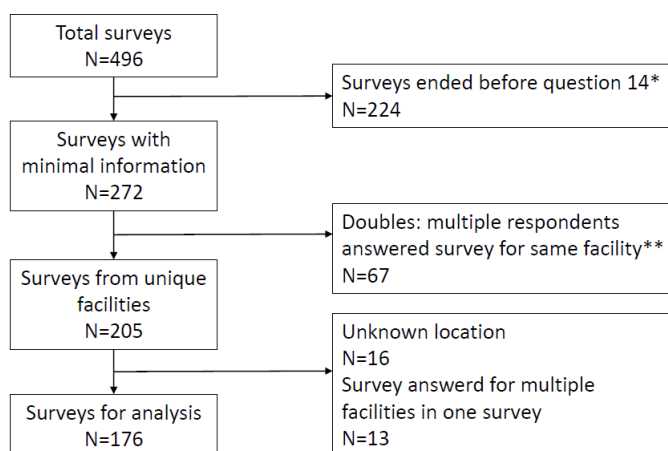 Total surveys
N=496
Surveys ended before question 14*
N=224
Surveys with
minimal information
N=272
Doubles: multiple respondents
answered survey for same facility**
N=67
Surveys from unique
facilities
N=205
Unknown location
N=16
Survey answerd for multiple
facilities in one survey
N=13
Surveys for analysis
N=176